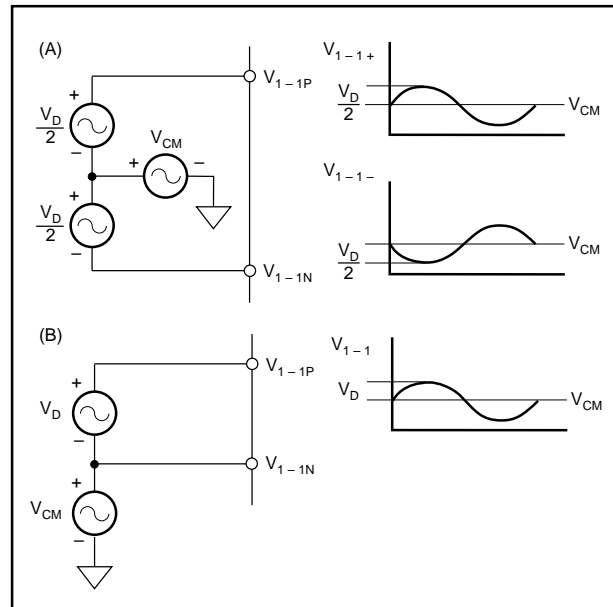 (A)
+
V1–1P
VD
2
–
VCM
+
–
+
VD
2
–
V1–1N
V1–1+
VD
2
VCM
V1–1–
VD
2
VCM
(B)
+
V1–1P
VD
–
V1–1N
+
VCM
–
V1–1
VD
VCM